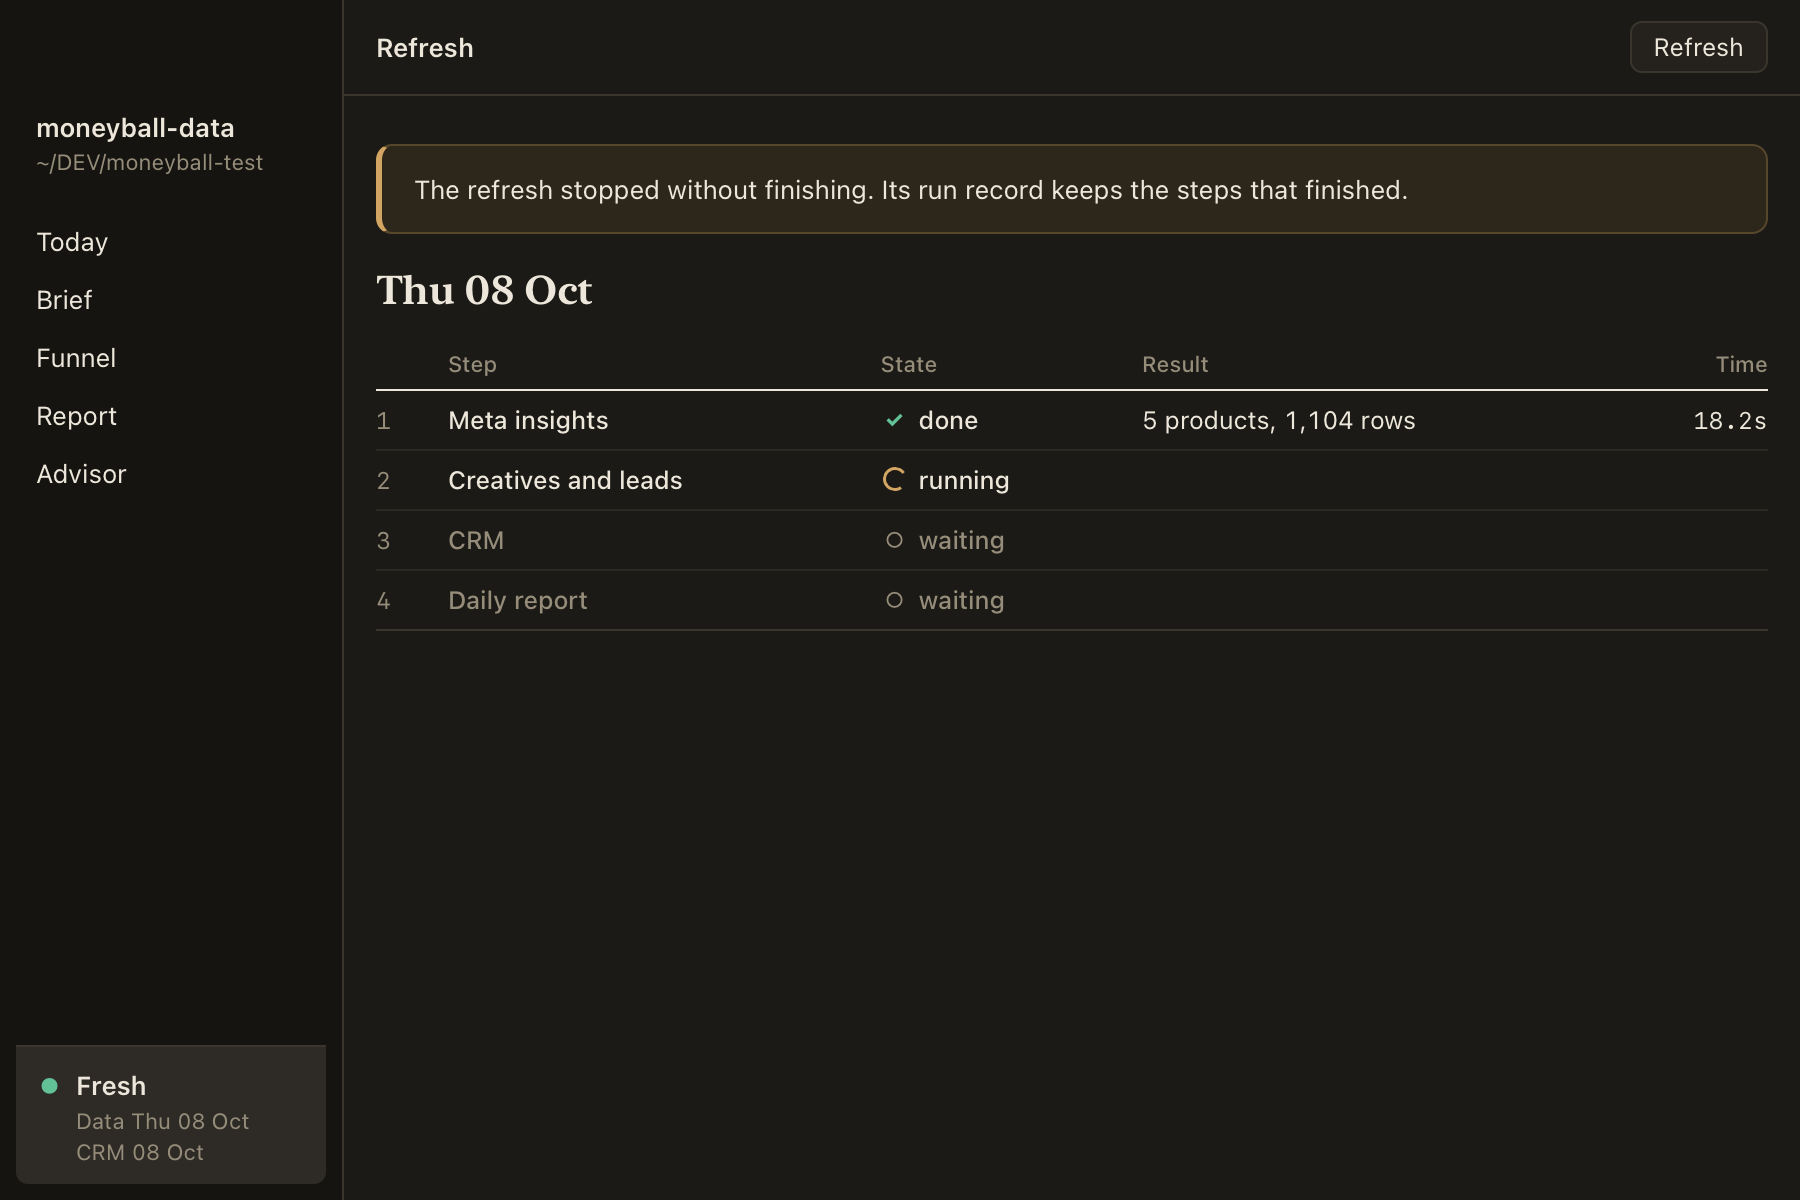 Refresh
Refresh
moneyball-data
~/DEV/moneyball-test
Today
Brief
Funnel
Report
Advisor
The refresh stopped without finishing. Its run record keeps the steps that finished.
Thu 08 Oct
Step State Result Time
1 Meta insights done 5 products, 1,104 rows 18.2s
2 Creatives and leads running
3 CRM waiting
4 Daily report waiting
Fresh
Data Thu 08 Oct
CRM 08 Oct